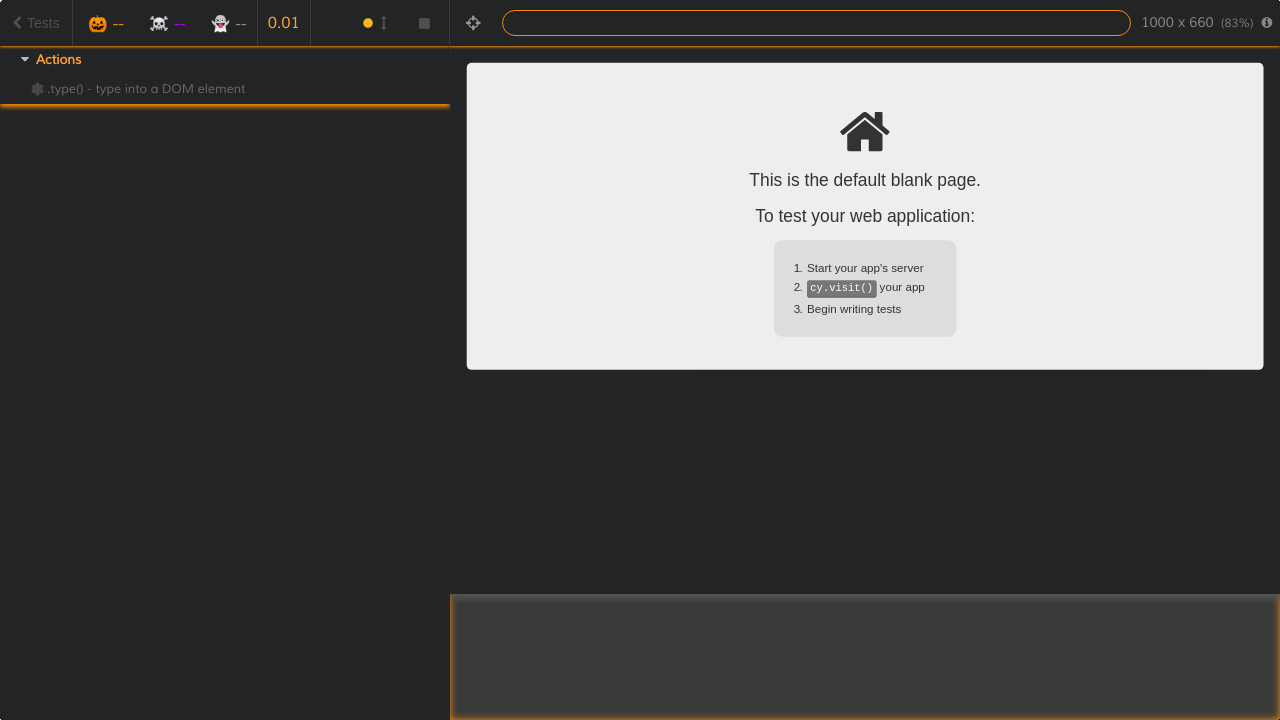 Tests
--
--
--
0.01
1000 x 660 (83%)
Actions
.type() - type into a DOM element
This is the default blank page.
To test your web application:
1. Start your app's server
2. cy.visit() your app
3. Begin writing tests